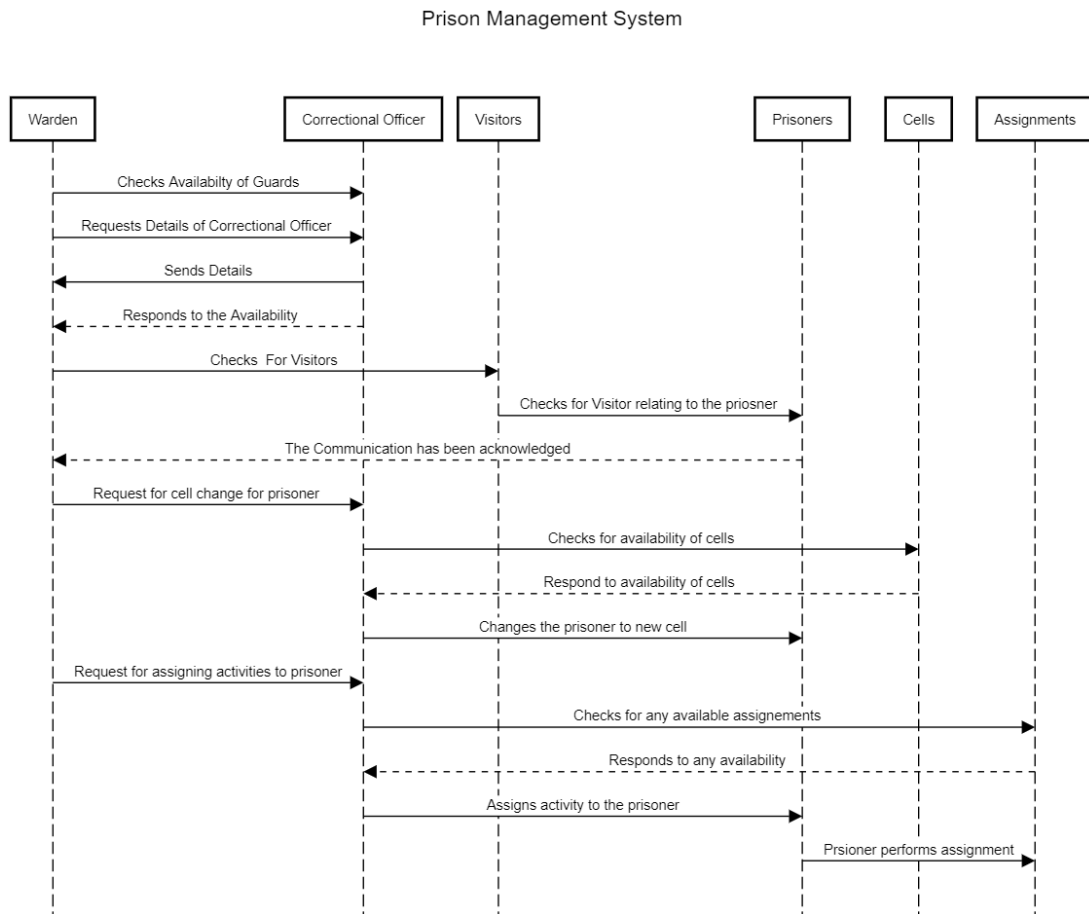 Prison Management System
Warden
Correctional Officer
Visitors
Prisoners
Cells
Assignments
Checks Availabilty of Guards
Requests Details of Correctional Officer
Sends Details
Responds to the Availability
Checks  For Visitors
Checks for Visitor relating to the priosner
The Communication has been acknowledged
Request for cell change for prisoner
Checks for availability of cells
Respond to availability of cells
Changes the prisoner to new cell
Request for assigning activities to prisoner
Checks for any available assignements
Responds to any availability
Assigns activity to the prisoner
Prsioner performs assignment